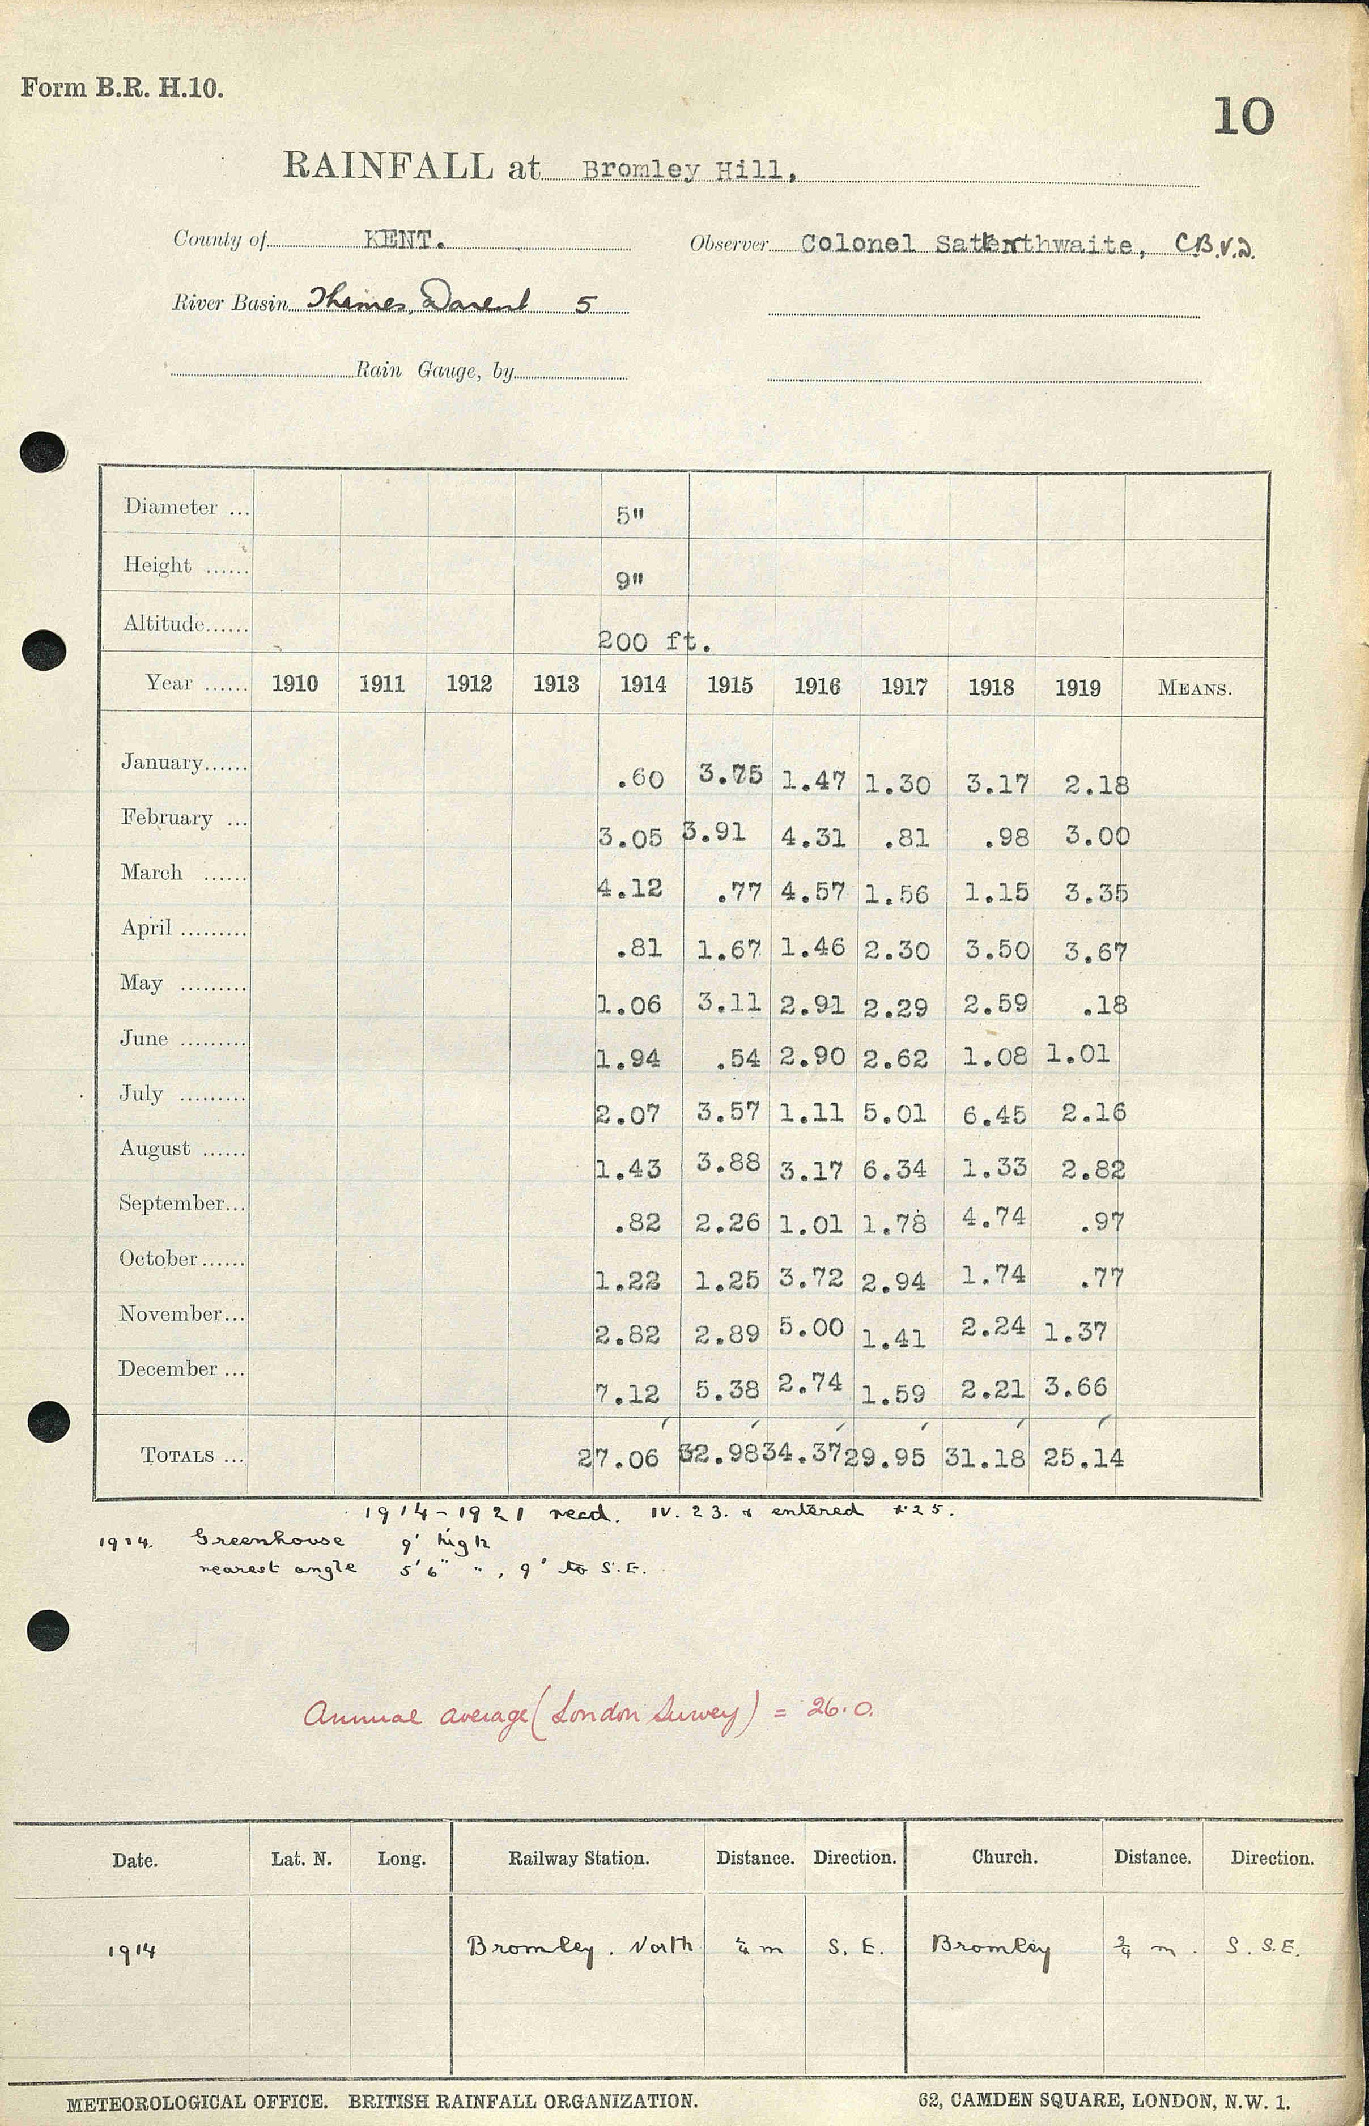 Form B.R. H.10.
10
RAINFALL at Bromley Hill,
County of KENT. Observer Colonel Satterthwaite, C.B. V.D.
River Basin Thames, Darent 5
Rain Gauge, by
Diameter ... 5"
Height ...... 9"
Altitude...... 200 ft.
Year ...... 1910 1911 1912 1913 1914 1915 1916 1917 1918 1919 MEANS.
January...... .60 3.75 1.47 1.30 3.17 2.18
February ... 3.05 3.91 4.31 .81 .98 3.00
March ...... 4.12 .77 4.57 1.56 1.15 3.35
April ......... .81 1.67 1.46 2.30 3.50 3.67
May ......... 1.06 3.11 2.91 2.29 2.59 .18
June ......... 1.94 .54 2.90 2.62 1.08 1.01
July ......... 2.07 3.57 1.11 5.01 6.45 2.16
August ...... 1.43 3.88 3.17 6.34 1.33 2.82
September... .82 2.26 1.01 1.78 4.74 .97
October...... 1.22 1.25 3.72 2.94 1.74 .77
November... 2.82 2.89 5.00 1.41 2.24 1.37
December ... 7.12 5.38 2.74 1.59 2.21 3.66
TOTALS ... 27.06 32.98 34.37 29.95 31.18 25.14
1914-1921 recd. IV. 23. & entered 25.
1914. Greenhouse 9' high
nearest angle 5'6" " , 9' to S.E.
Annual average (London Survey) = 26.0.
Date. Lat. N. Long. Railway Station. Distance. Direction. Church. Distance. Direction.
1914 Bromley. North m S. E. Bromley ¾ m. S. S.E.
METEOROLOGICAL OFFICE. BRITISH RAINFALL ORGANIZATION. 62, CAMDEN SQUARE, LONDON, N.W. 1.